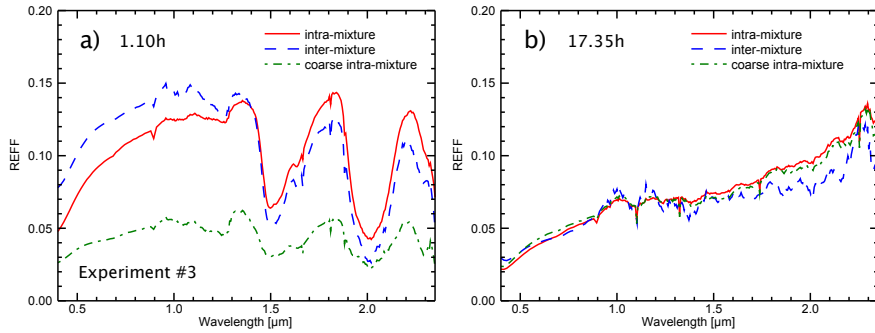 a) 1.10h
intra-mixture
inter-mixture
coarse intra-mixture
Experiment #3
REFF
0.20
0.15
0.10
0.05
0.00
0.5 1.0 1.5 2.0
Wavelength [µm]
b) 17.35h
intra-mixture
inter-mixture
coarse intra-mixture
REFF
0.20
0.15
0.10
0.05
0.00
0.5 1.0 1.5 2.0
Wavelength [µm]